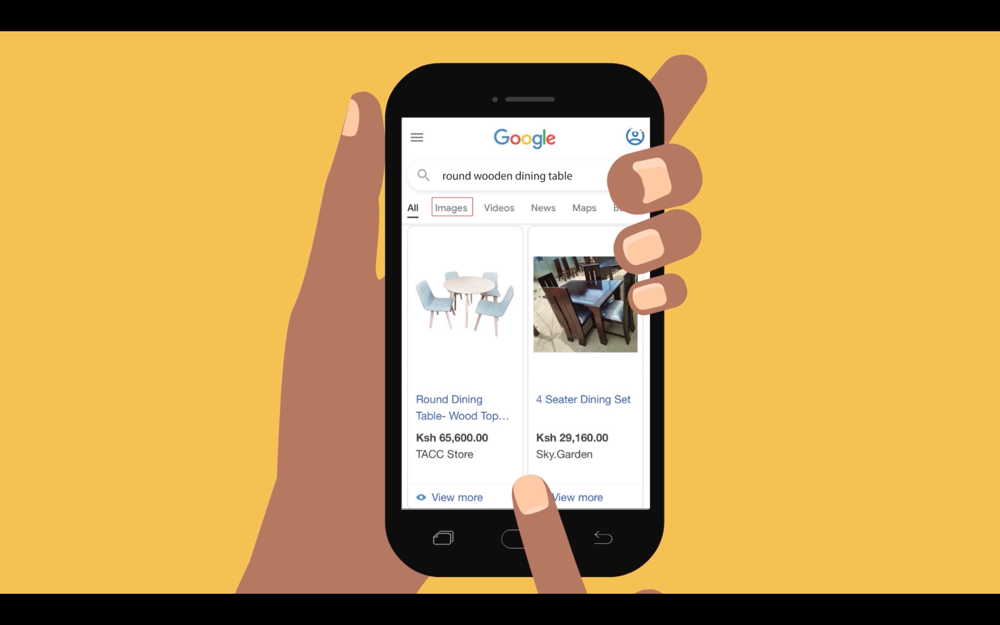 Google
round wooden dining table
All Images Videos News Maps
Round Dining
Table- Wood Top...
Ksh 65,600.00
TACC Store
View more
4 Seater Dining Set
Ksh 29,160.00
Sky.Garden
View more